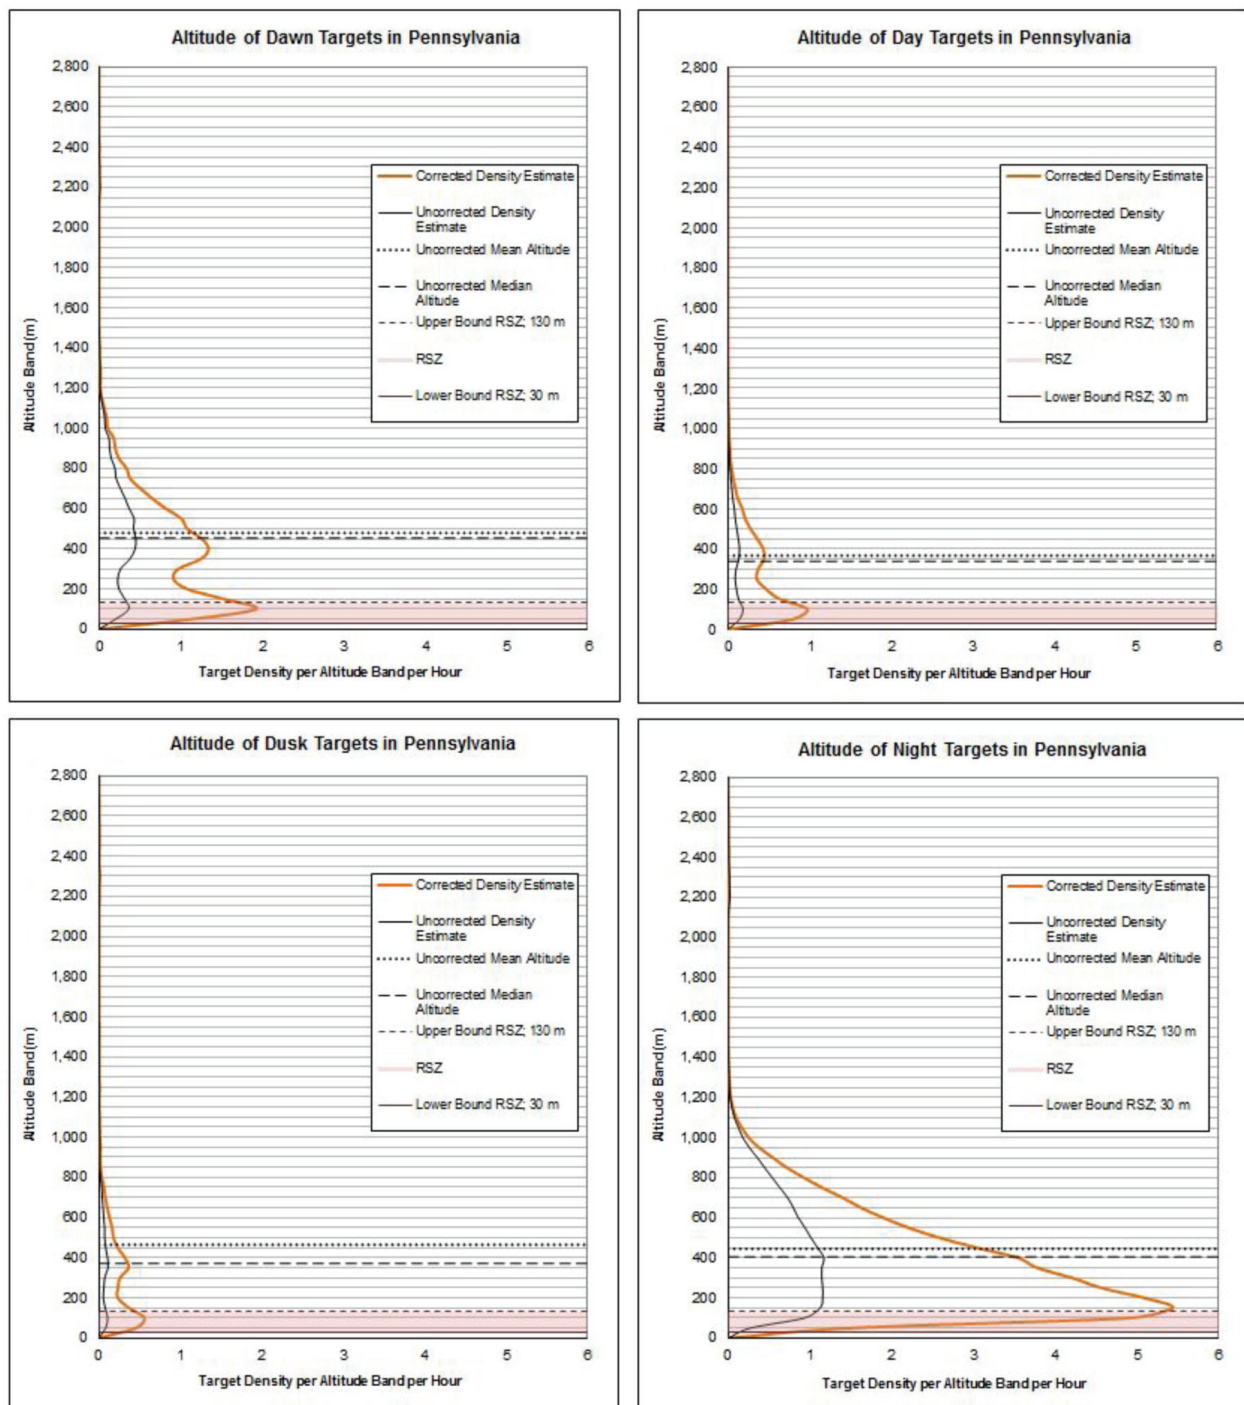 Altitude of Dawn Targets in Pennsylvania
2,800
2,600
2,400
2,200
2,000
1,800
1,600
1,400
1,200
1,000
800
600
400
200
0
Altitude Band(m)
Corrected Density Estimate
Uncorrected Density
Estimate
Uncorrected Mean Altitude
Uncorrected Median
Altitude
Upper Bound RSZ; 130 m
RSZ
Lower Bound RSZ; 30 m
0 1 2 3 4 5 6
Target Density per Altitude Band per Hour
Altitude of Day Targets in Pennsylvania
2,800
2,600
2,400
2,200
2,000
1,800
1,600
1,400
1,200
1,000
800
600
400
200
0
Altitude Band(m)
Corrected Density Estimate
Uncorrected Density
Estimate
Uncorrected Mean Altitude
Uncorrected Median
Altitude
Upper Bound RSZ; 130 m
RSZ
Lower Bound RSZ; 30 m
0 1 2 3 4 5 6
Target Density per Altitude Band per Hour
Altitude of Dusk Targets in Pennsylvania
2,800
2,600
2,400
2,200
2,000
1,800
1,600
1,400
1,200
1,000
800
600
400
200
0
Altitude Band(m)
Corrected Density Estimate
Uncorrected Density
Estimate
Uncorrected Mean Altitude
Uncorrected Median
Altitude
Upper Bound RSZ; 130 m
RSZ
Lower Bound RSZ; 30 m
0 1 2 3 4 5 6
Target Density per Altitude Band per Hour
Altitude of Night Targets in Pennsylvania
2,800
2,600
2,400
2,200
2,000
1,800
1,600
1,400
1,200
1,000
800
600
400
200
0
Altitude Band(m)
Corrected Density Estimate
Uncorrected Density
Estimate
Uncorrected Mean Altitude
Uncorrected Median
Altitude
Upper Bound RSZ; 130 m
RSZ
Lower Bound RSZ; 30 m
0 1 2 3 4 5 6
Target Density per Altitude Band per Hour